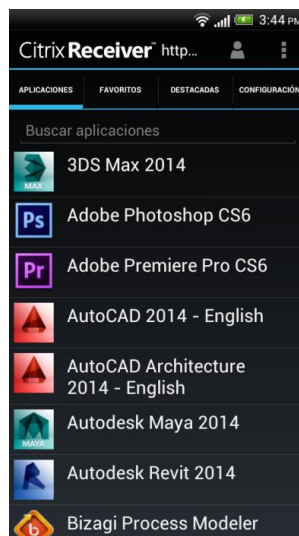 3:44 PM
Citrix Receiver™ http...
APLICACIONES FAVORITOS DESTACADAS CONFIGURACIÓN
Buscar aplicaciones
MAX
3DS Max 2014
Ps
Adobe Photoshop CS6
Pr
Adobe Premiere Pro CS6
AutoCAD 2014 - English
AutoCAD Architecture
2014 - English
MAYA
Autodesk Maya 2014
Autodesk Revit 2014
b
Bizagi Process Modeler